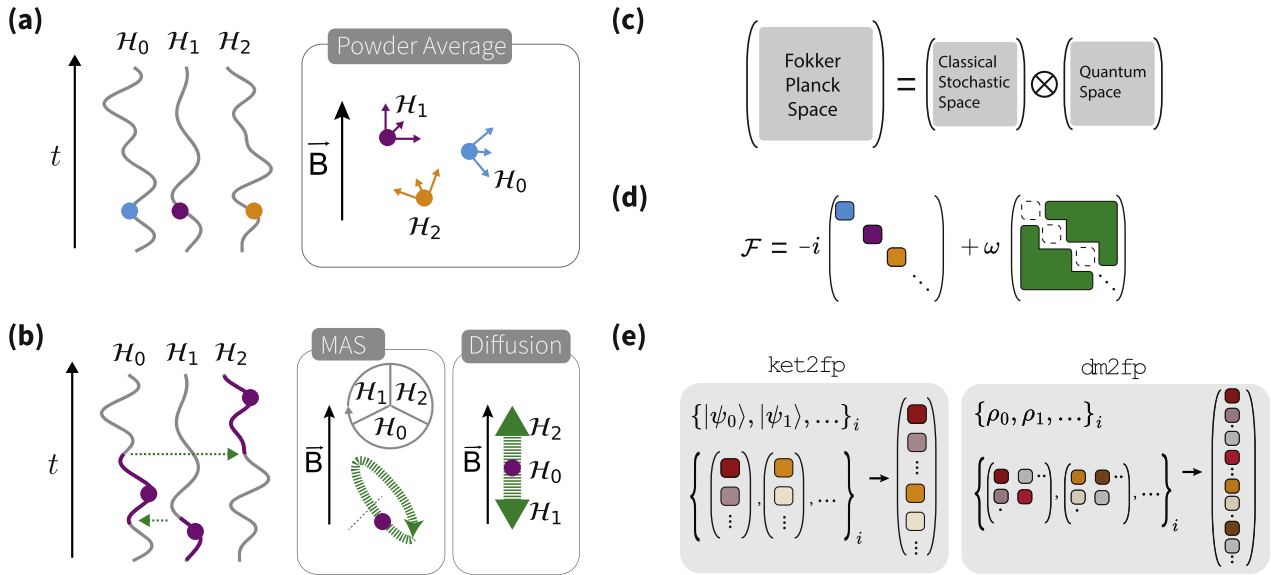 (a)
ℋ₀ ℋ₁ ℋ₂
t
Powder Average
B⃗
ℋ₁
ℋ₀
ℋ₂
(b)
ℋ₀ ℋ₁ ℋ₂
t
MAS
ℋ₁ ℋ₂
ℋ₀
B⃗
Diffusion
B⃗
ℋ₂
ℋ₀
ℋ₁
(c)
Fokker
Planck
Space
=
Classical
Stochastic
Space
⊗
Quantum
Space
(d)
ℱ = -i ( ⋱ ) + ω ( ⋱ )
(e)
ket2fp
{|ψ₀⟩, |ψ₁⟩, …}ᵢ
{ ( ⋮ ) , ( ⋮ ) , … }ᵢ → ( ⋮ ⋮ )
dm2fp
{ρ₀, ρ₁, …}ᵢ
{ ( ) , ( ) , … }ᵢ → ( ⋮ )